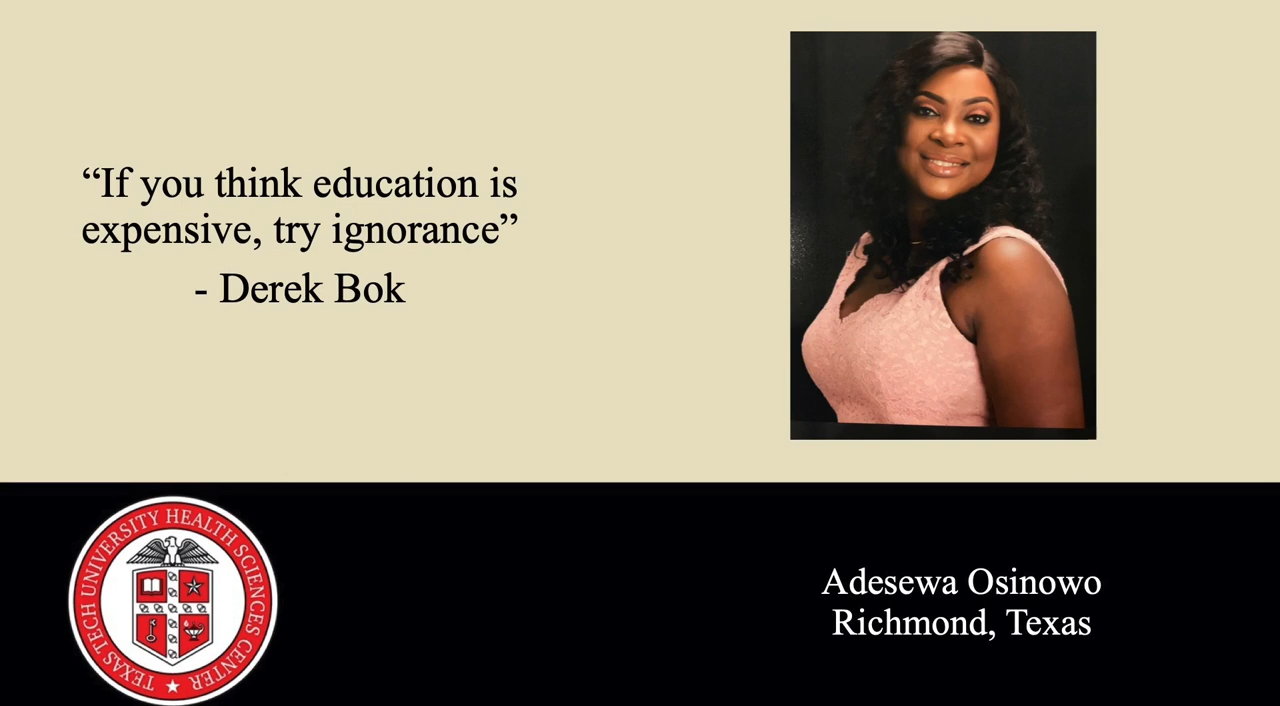 “If you think education is
expensive, try ignorance”
- Derek Bok
TEXAS TECH UNIVERSITY HEALTH SCIENCES CENTER
Adesewa Osinowo
Richmond, Texas